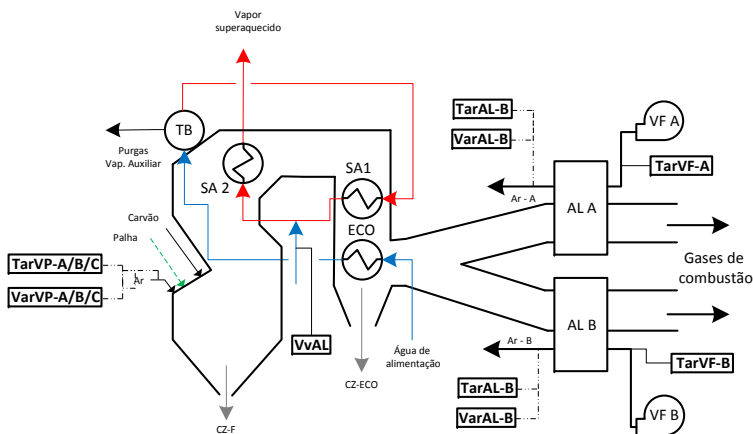 Vapor
superaquecido
TarAL-B
VarAL-B
VF A
TB
Purgas
Vap. Auxiliar
SA 2
SA1
TarVF-A
Ar - A
AL A
Carvão
Palha
ECO
TarVP-A/B/C
VarVP-A/B/C
Ar
Gases de
combustão
VvAL
Água de
alimentação
AL B
Ar - B
TarVF-B
TarAL-B
VarAL-B
CZ-ECO
VF B
CZ-F